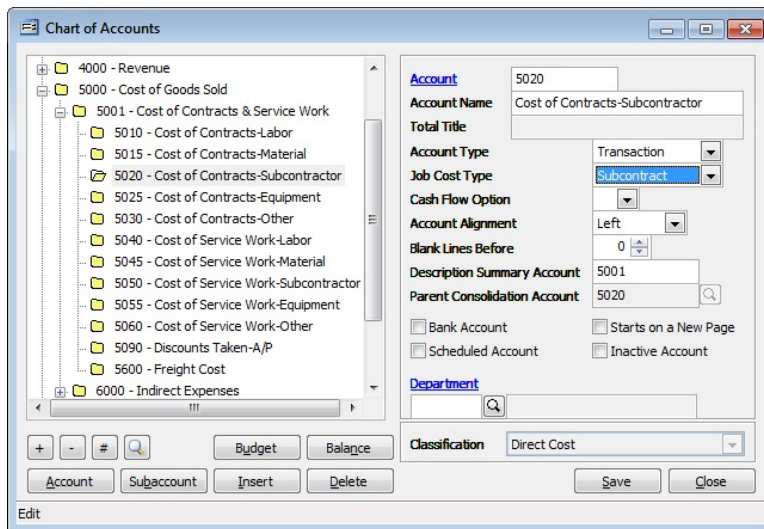 Chart of Accounts
4000 - Revenue
5000 - Cost of Goods Sold
5001 - Cost of Contracts & Service Work
5010 - Cost of Contracts-Labor
5015 - Cost of Contracts-Material
5020 - Cost of Contracts-Subcontractor
5025 - Cost of Contracts-Equipment
5030 - Cost of Contracts-Other
5040 - Cost of Service Work-Labor
5045 - Cost of Service Work-Material
5050 - Cost of Service Work-Subcontractor
5055 - Cost of Service Work-Equipment
5060 - Cost of Service Work-Other
5090 - Discounts Taken-A/P
5600 - Freight Cost
6000 - Indirect Expenses
+ - # Budget Balance
Account Subaccount Insert Delete
Account 5020
Account Name Cost of Contracts-Subcontractor
Total Title
Account Type Transaction
Job Cost Type Subcontract
Cash Flow Option
Account Alignment Left
Blank Lines Before 0
Description Summary Account 5001
Parent Consolidation Account 5020
Bank Account Starts on a New Page
Scheduled Account Inactive Account
Department
Classification Direct Cost
Save Close
Edit